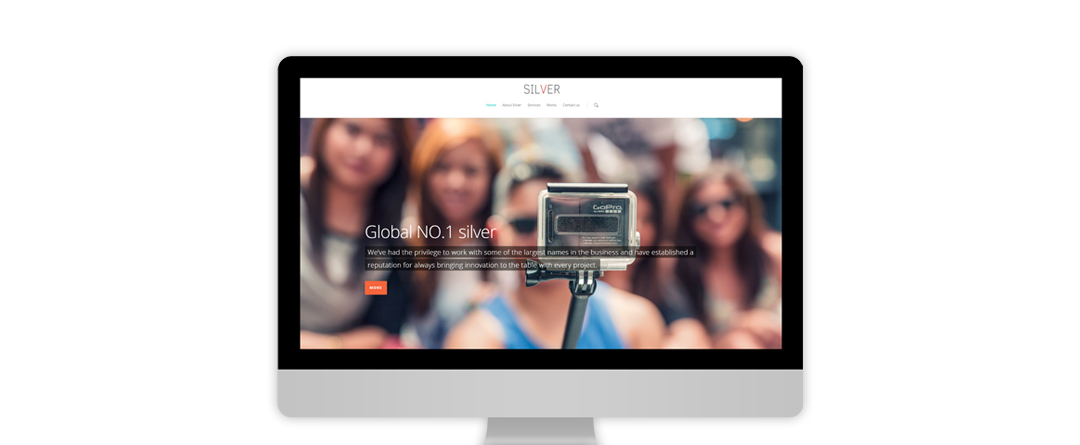 SILVER
Home About Silver Services Works Contact us
GoPro
Global NO.1 silver
We've had the privilege to work with some of the largest names in the business and have established a
reputation for always bringing innovation to the table with every project.
MORE